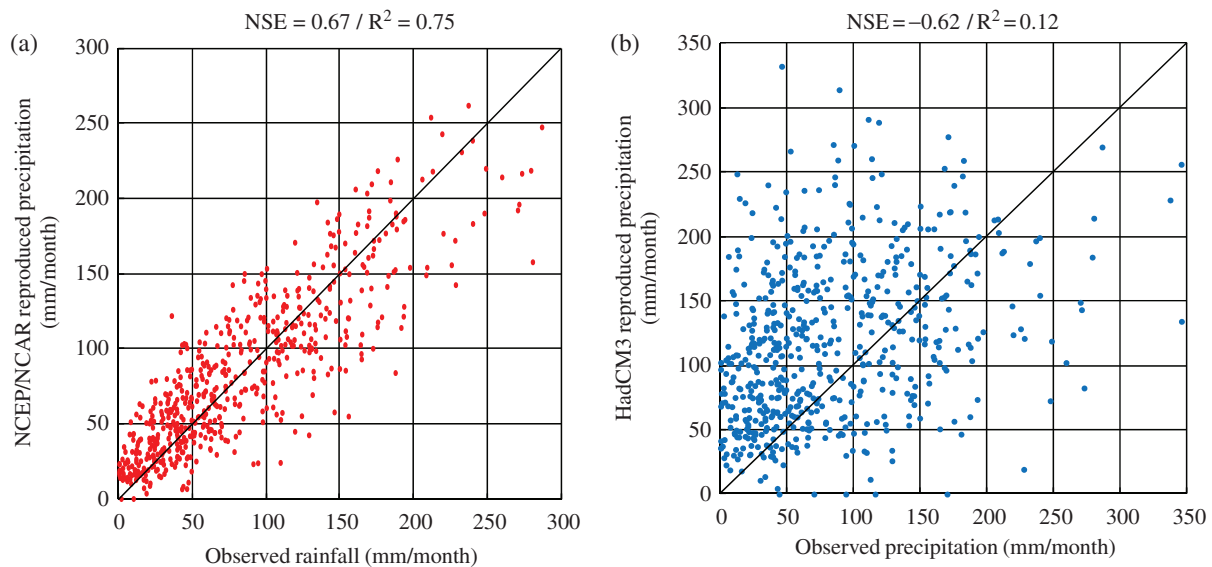 NSE = 0.67 / R² = 0.75
(a)
300
250
200
150
100
50
0
NCEP/NCAR reproduced precipitation
(mm/month)
0 50 100 150 200 250 300
Observed rainfall (mm/month)
NSE = −0.62 / R² = 0.12
(b)
350
300
250
200
150
100
50
0
HadCM3 reproduced precipitation
(mm/month)
0 50 100 150 200 250 300 350
Observed precipitation (mm/month)